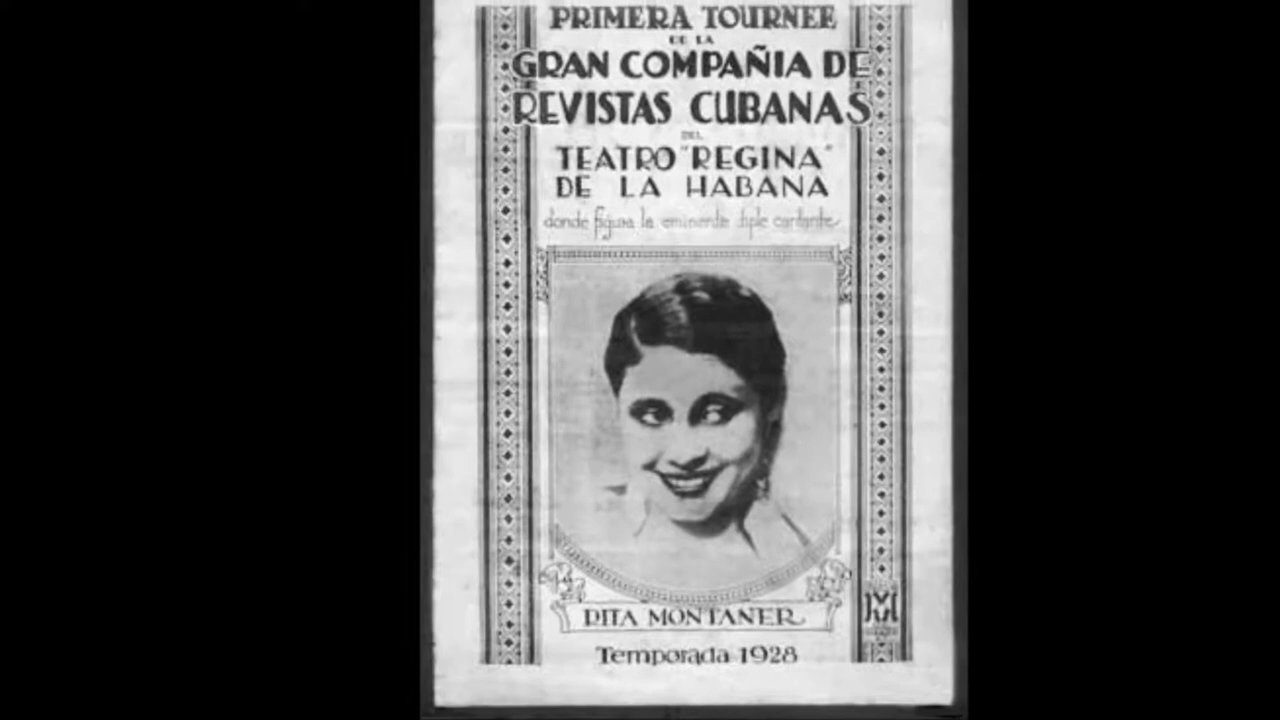 PRIMERA TOURNEE
DE LA
GRAN COMPAÑIA DE
REVISTAS CUBANAS
DEL
TEATRO "REGINA"
DE LA HABANA
donde figura la eminente tiple cantante
RITA MONTANER
Temporada 1928